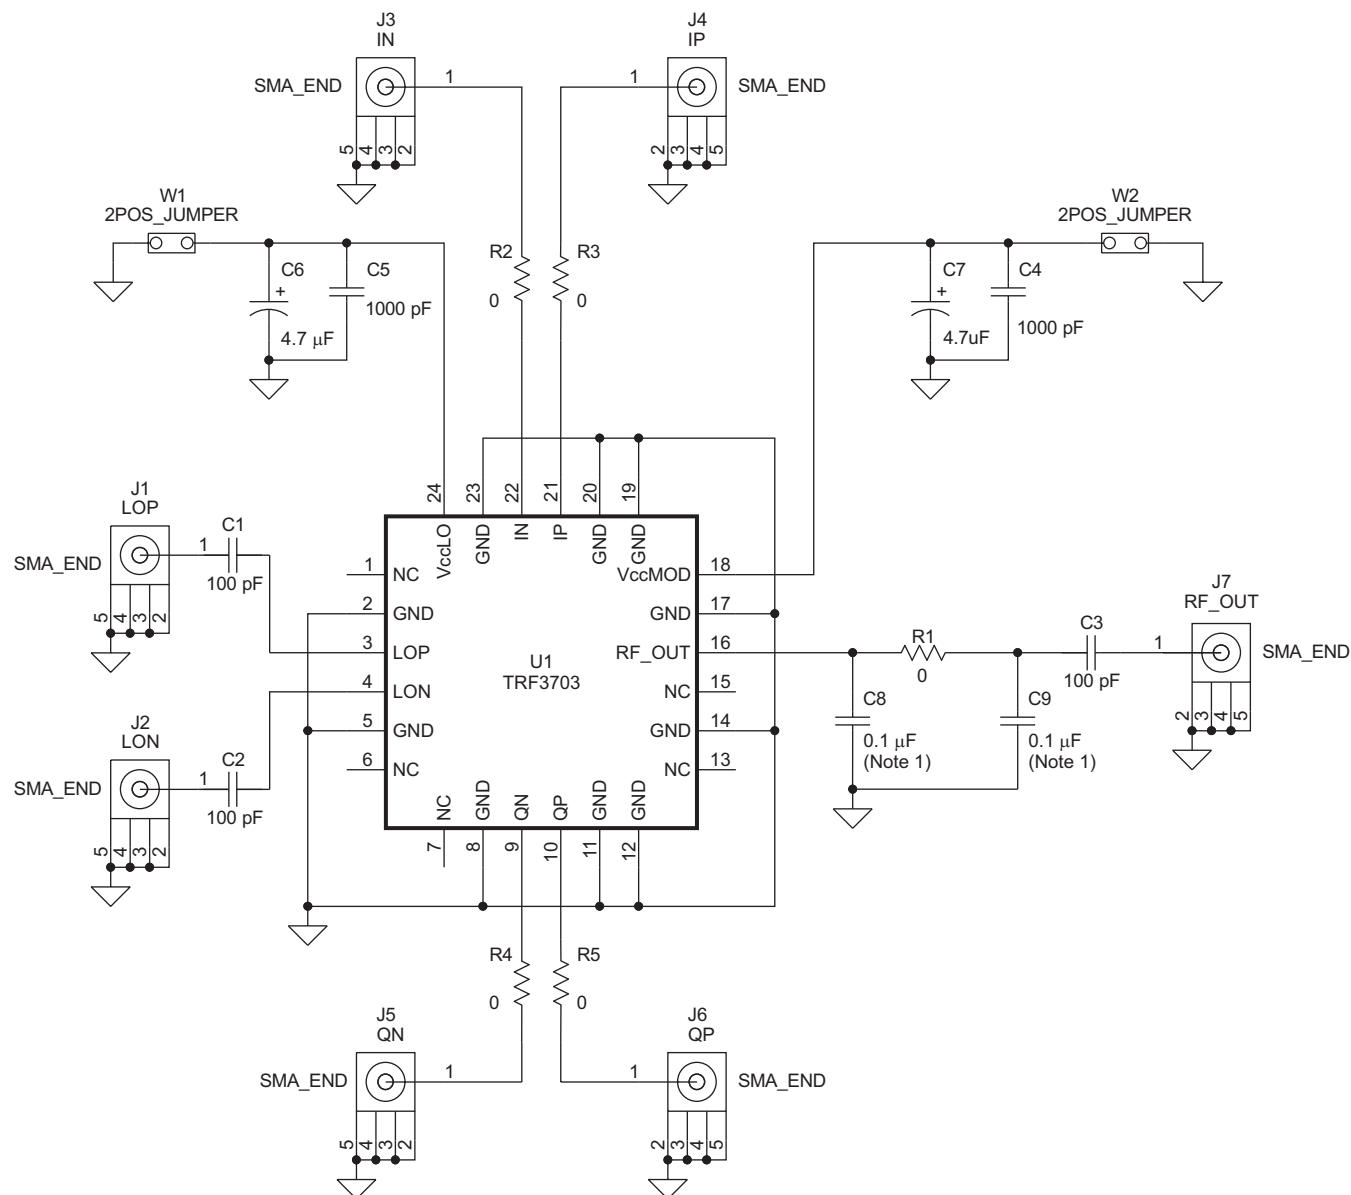 J3
IN
SMA_END
1
5
4
3
2
J4
IP
1
SMA_END
2
3
4
5
W1
2POS_JUMPER
C6
+
4.7 µF
C5
1000 pF
R2
0
R3
0
W2
2POS_JUMPER
C7
+
4.7uF
C4
1000 pF
J1
LOP
SMA_END
1
C1
100 pF
5
4
3
2
J2
LON
SMA_END
1
C2
100 pF
5
4
3
2
24
23
22
21
20
19
VccLO
GND
IN
IP
GND
GND
1 NC
2 GND
3 LOP
4 LON
5 GND
6 NC
U1
TRF3703
VccMOD 18
GND 17
RF_OUT 16
NC 15
GND 14
NC 13
NC
GND
QN
QP
GND
GND
7
8
9
10
11
12
R1
0
C8
0.1 µF
(Note 1)
C9
0.1 µF
(Note 1)
C3
100 pF
J7
RF_OUT
1
SMA_END
2
3
4
5
R4
0
R5
0
J5
QN
SMA_END
1
5
4
3
2
J6
QP
1
SMA_END
2
3
4
5